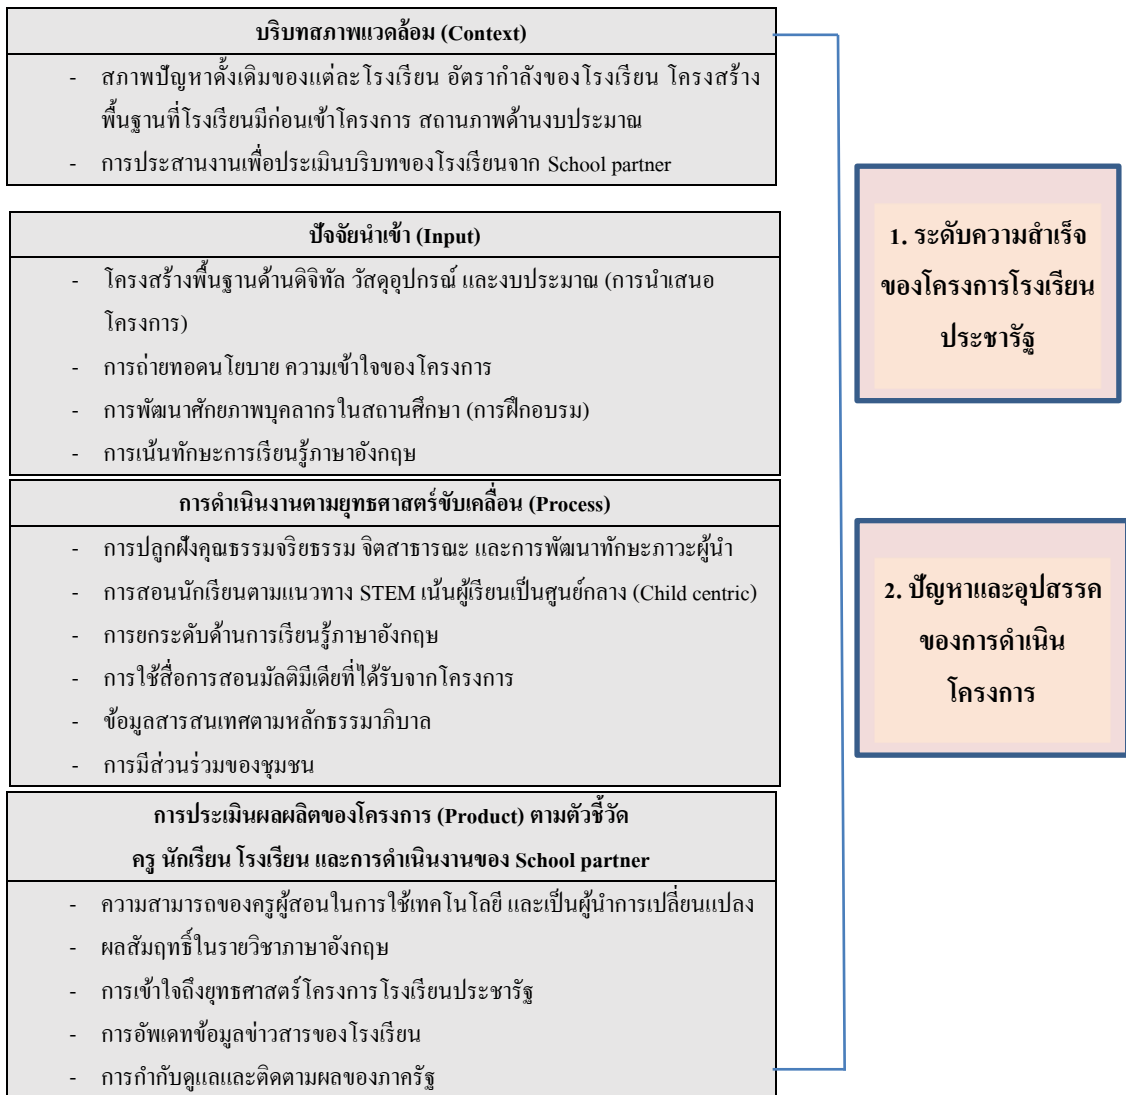 บริบทสภาพแวดล้อม (Context)
- สภาพปัญหาดั้งเดิมของแต่ละโรงเรียน อัตรากำลังของโรงเรียน โครงสร้าง
พื้นฐานที่โรงเรียนมีก่อนเข้าโครงการ สถานภาพด้านงบประมาณ
- การประสานงานเพื่อประเมินบริบทของโรงเรียนจาก School partner
ปัจจัยนำเข้า (Input)
- โครงสร้างพื้นฐานด้านดิจิทัล วัสดุอุปกรณ์ และงบประมาณ (การนำเสนอ
โครงการ)
- การถ่ายทอดนโยบาย ความเข้าใจของโครงการ
- การพัฒนาศักยภาพบุคลากรในสถานศึกษา (การฝึกอบรม)
- การเน้นทักษะการเรียนรู้ภาษาอังกฤษ
การดำเนินงานตามยุทธศาสตร์ขับเคลื่อน (Process)
- การปลูกฝังคุณธรรมจริยธรรม จิตสาธารณะ และการพัฒนาทักษะภาวะผู้นำ
- การสอนนักเรียนตามแนวทาง STEM เน้นผู้เรียนเป็นศูนย์กลาง (Child centric)
- การยกระดับด้านการเรียนรู้ภาษาอังกฤษ
- การใช้สื่อการสอนมัลติมีเดียที่ได้รับจากโครงการ
- ข้อมูลสารสนเทศตามหลักธรรมาภิบาล
- การมีส่วนร่วมของชุมชน
การประเมินผลผลิตของโครงการ (Product) ตามตัวชี้วัด
ครู นักเรียน โรงเรียน และการดำเนินงานของ School partner
- ความสามารถของครูผู้สอนในการใช้เทคโนโลยี และเป็นผู้นำการเปลี่ยนแปลง
- ผลสัมฤทธิ์ในรายวิชาภาษาอังกฤษ
- การเข้าใจถึงยุทธศาสตร์โครงการโรงเรียนประชารัฐ
- การอัพเดทข้อมูลข่าวสารของโรงเรียน
- การกำกับดูแลและติดตามผลของภาครัฐ
1. ระดับความสำเร็จ
ของโครงการโรงเรียน
ประชารัฐ
2. ปัญหาและอุปสรรค
ของการดำเนิน
โครงการ